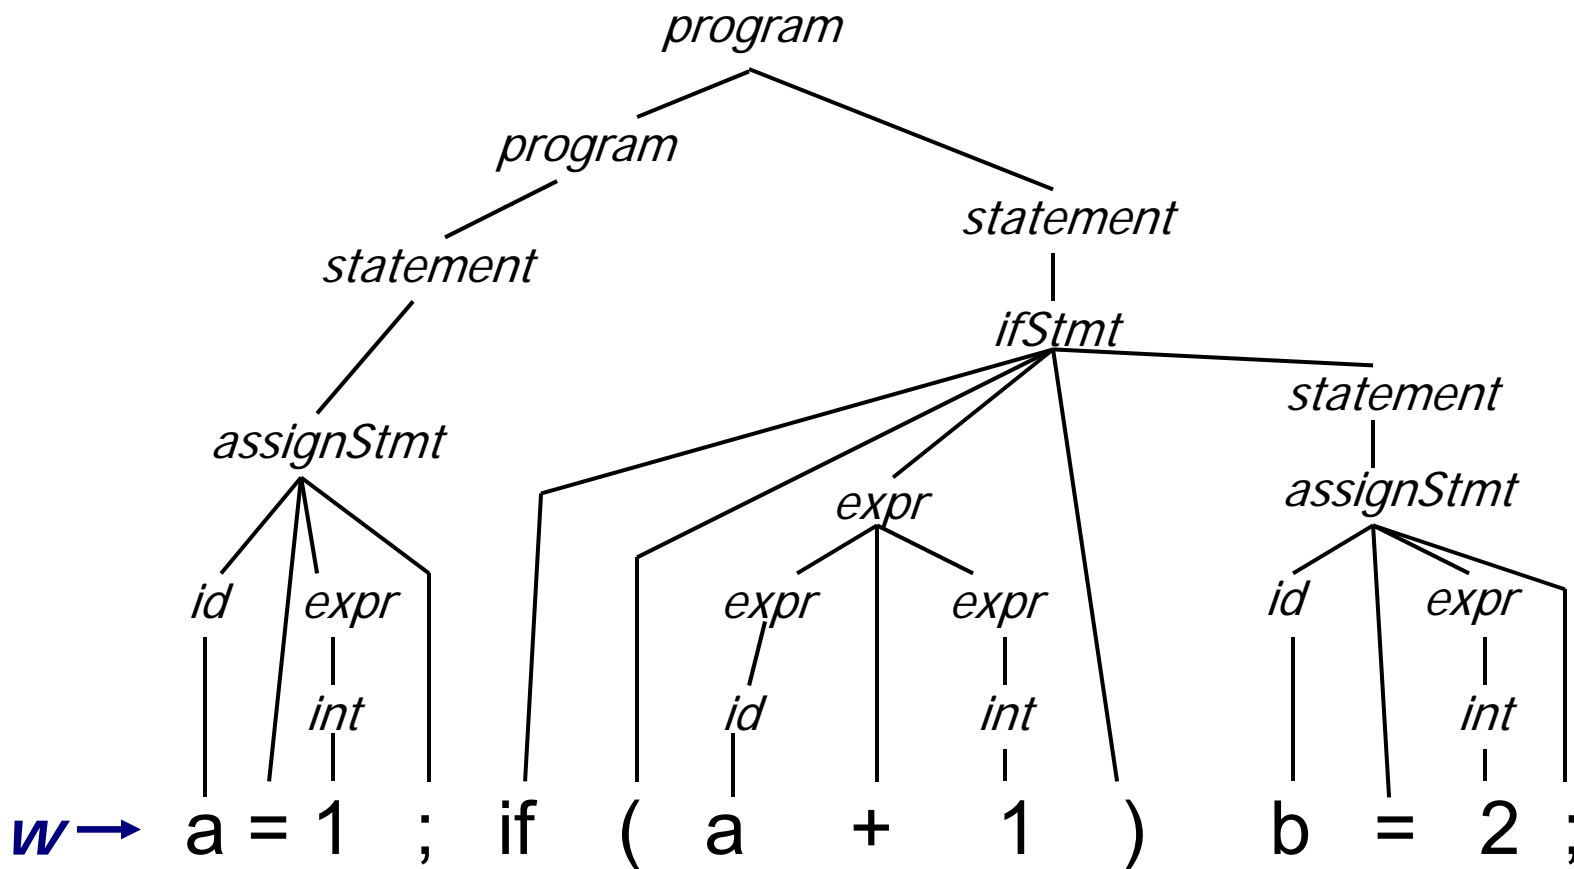 program
program
statement
statement
ifStmt
statement
assignStmt
assignStmt
expr
id expr expr expr id expr
int id int int
w a = 1 ; if ( a + 1 ) b = 2 ;